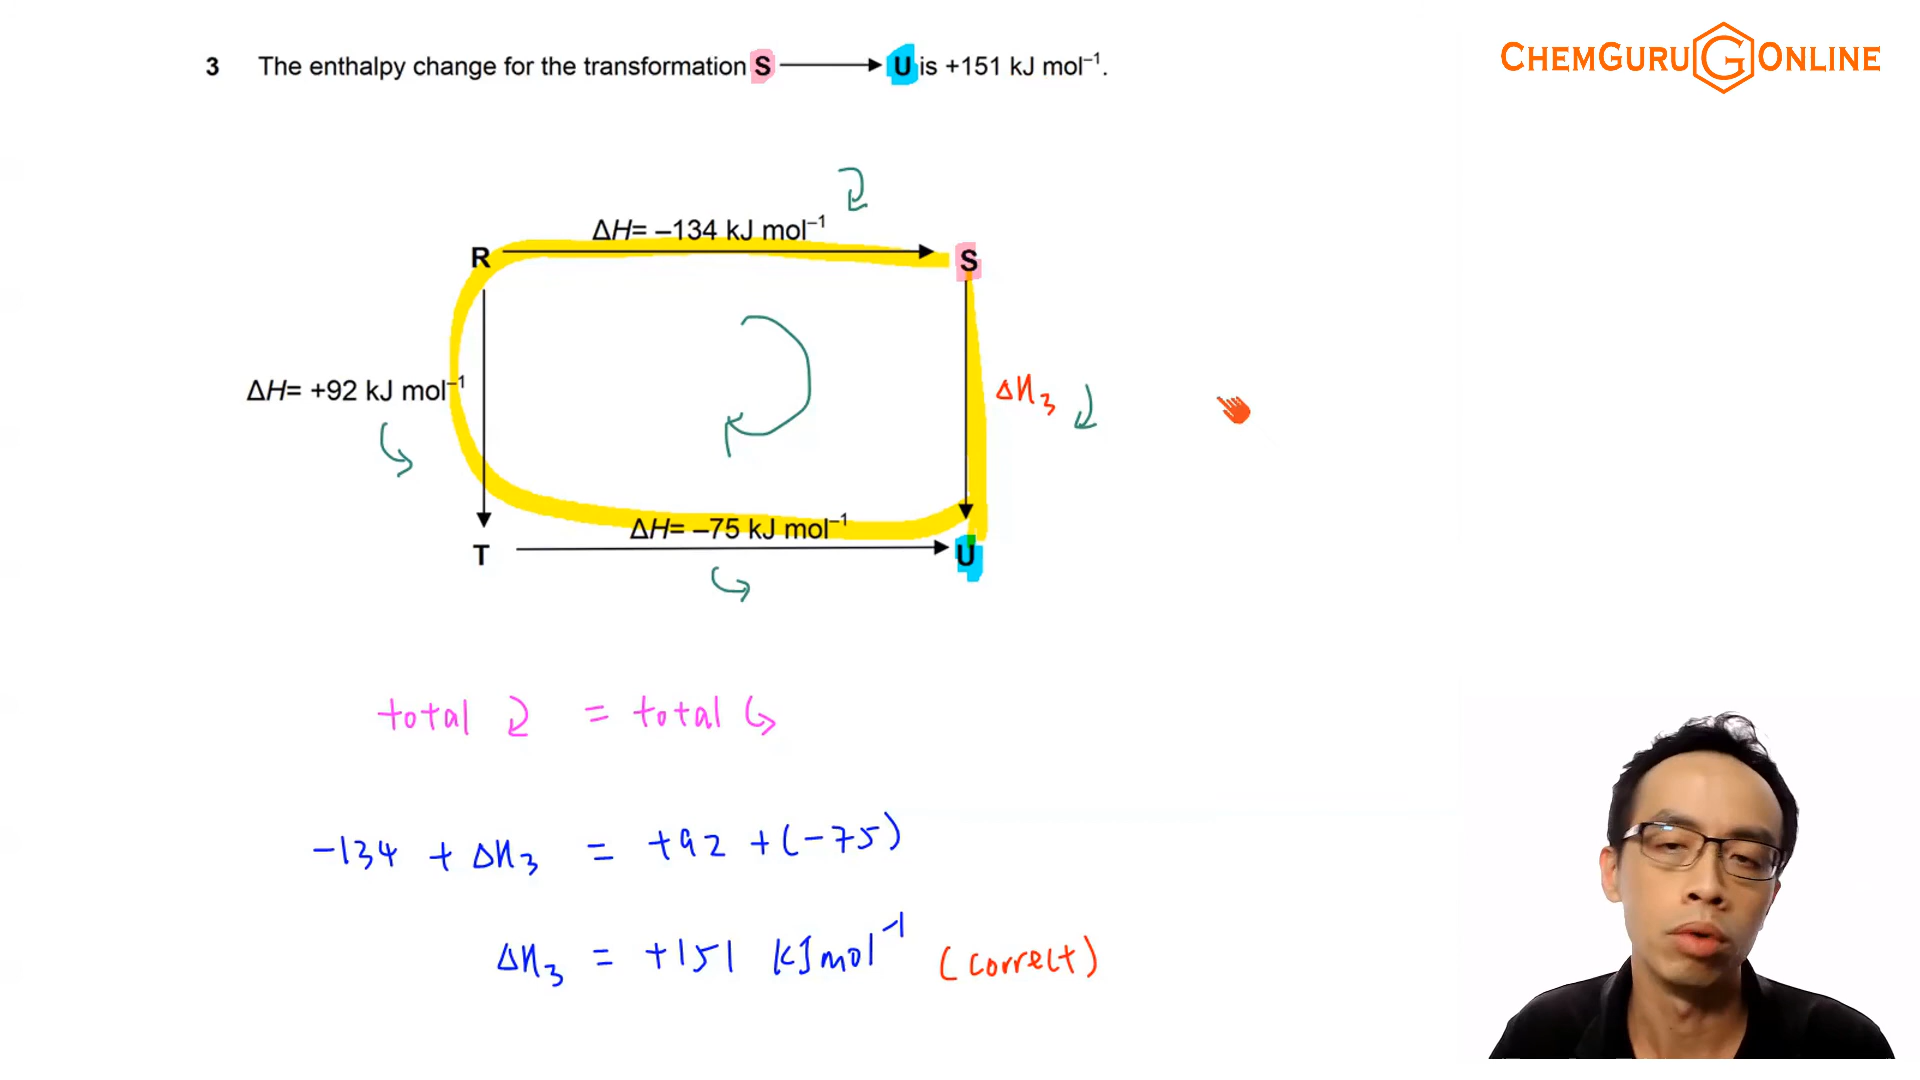 3 The enthalpy change for the transformation S ⟶ U is +151 kJ mol⁻¹.
CHEMGURU G ONLINE
ΔH= –134 kJ mol⁻¹
R S
ΔH= +92 kJ mol⁻¹
ΔH₃
ΔH= –75 kJ mol⁻¹
T U
total = total
-134 + ΔH₃ = +92 + (-75)
ΔH₃ = +151 kJ mol⁻¹ (correct)